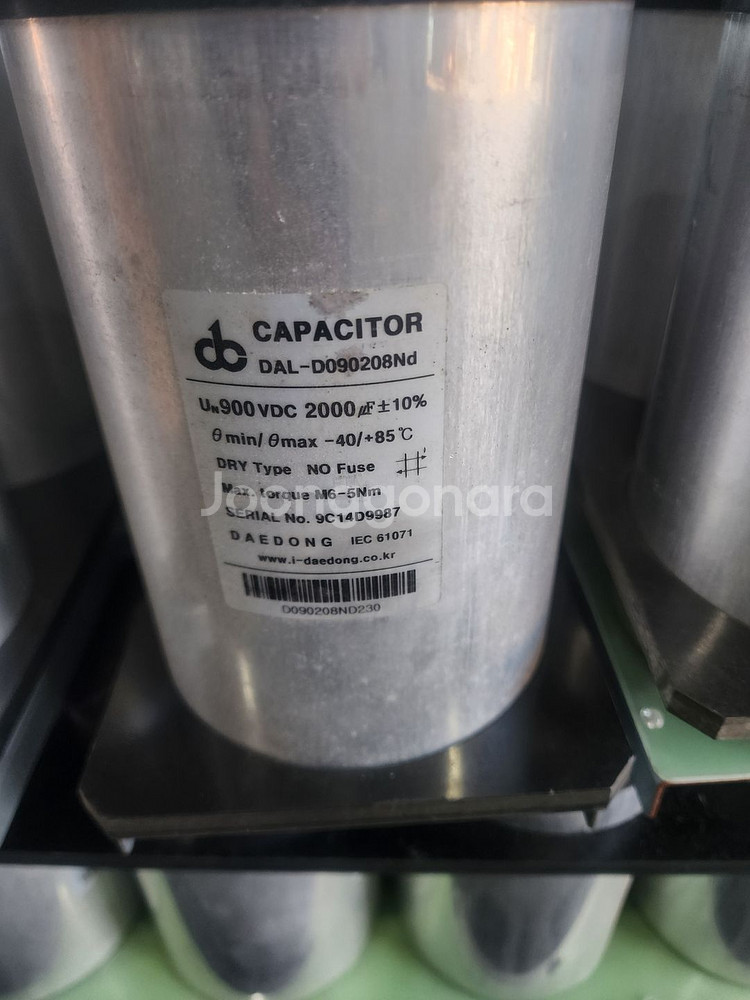 CAPACITOR
DAL-D090208Nd
UN900VDC 2000μF±10%
θmin/θmax -40/+85℃
DRY Type NO Fuse
Max. torque M6-5Nm
Joonggonara
SERIAL No. 9C14D9987
DAEDONG IEC 61071
www.i-daedong.co.kr
D090208ND230